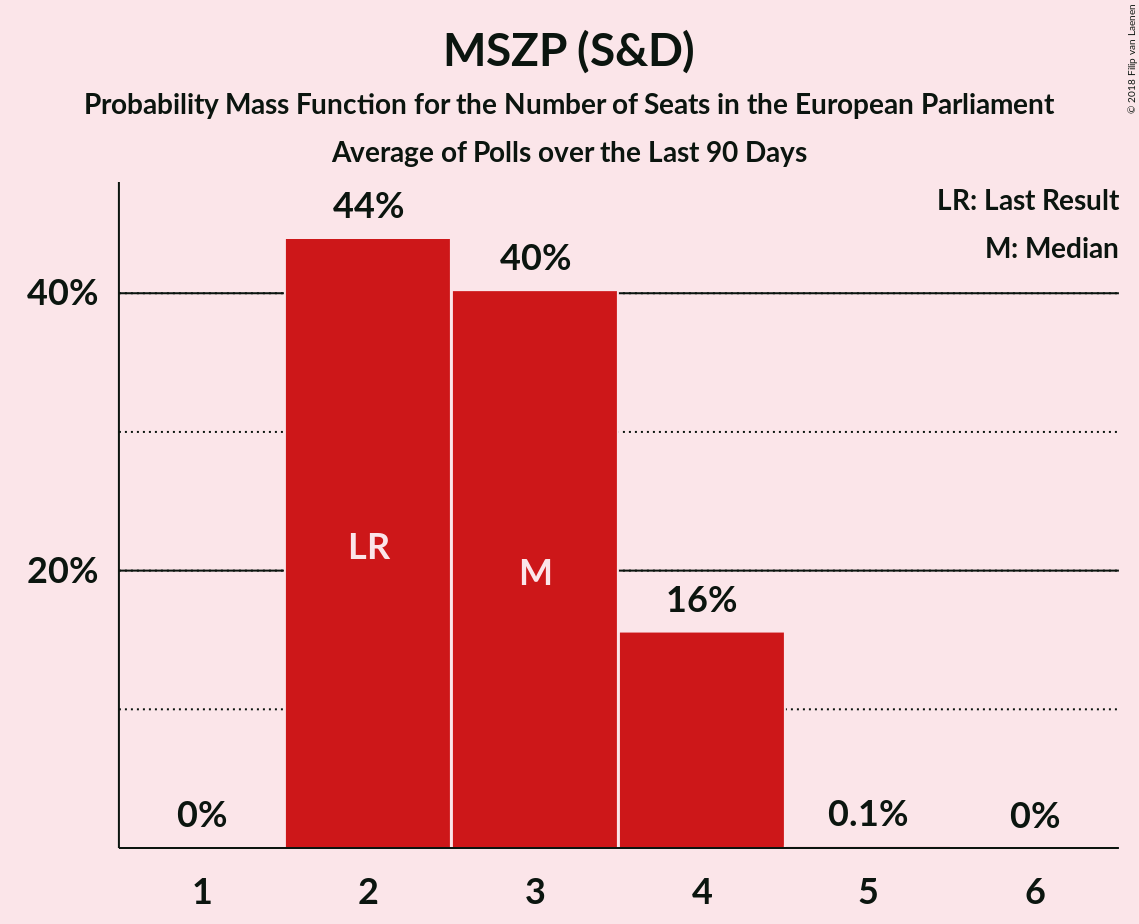 MSZP (S&D)
Probability Mass Function for the Number of Seats in the European Parliament
Average of Polls over the Last 90 Days
© 2018 Filip van Laenen
LR: Last Result
M: Median
44%
40%
40%
LR
M
20%
16%
0%
0.1%
0%
1 2 3 4 5 6